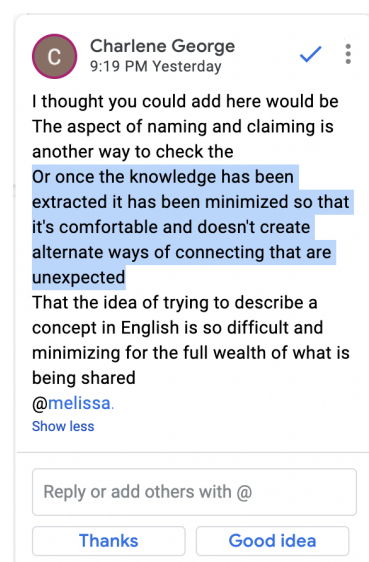 C
Charlene George
9:19 PM Yesterday
I thought you could add here would be
The aspect of naming and claiming is
another way to check the
Or once the knowledge has been
extracted it has been minimized so that
it's comfortable and doesn't create
alternate ways of connecting that are
unexpected
That the idea of trying to describe a
concept in English is so difficult and
minimizing for the full wealth of what is
being shared
@melissa.
Show less
Reply or add others with @
Thanks Good idea